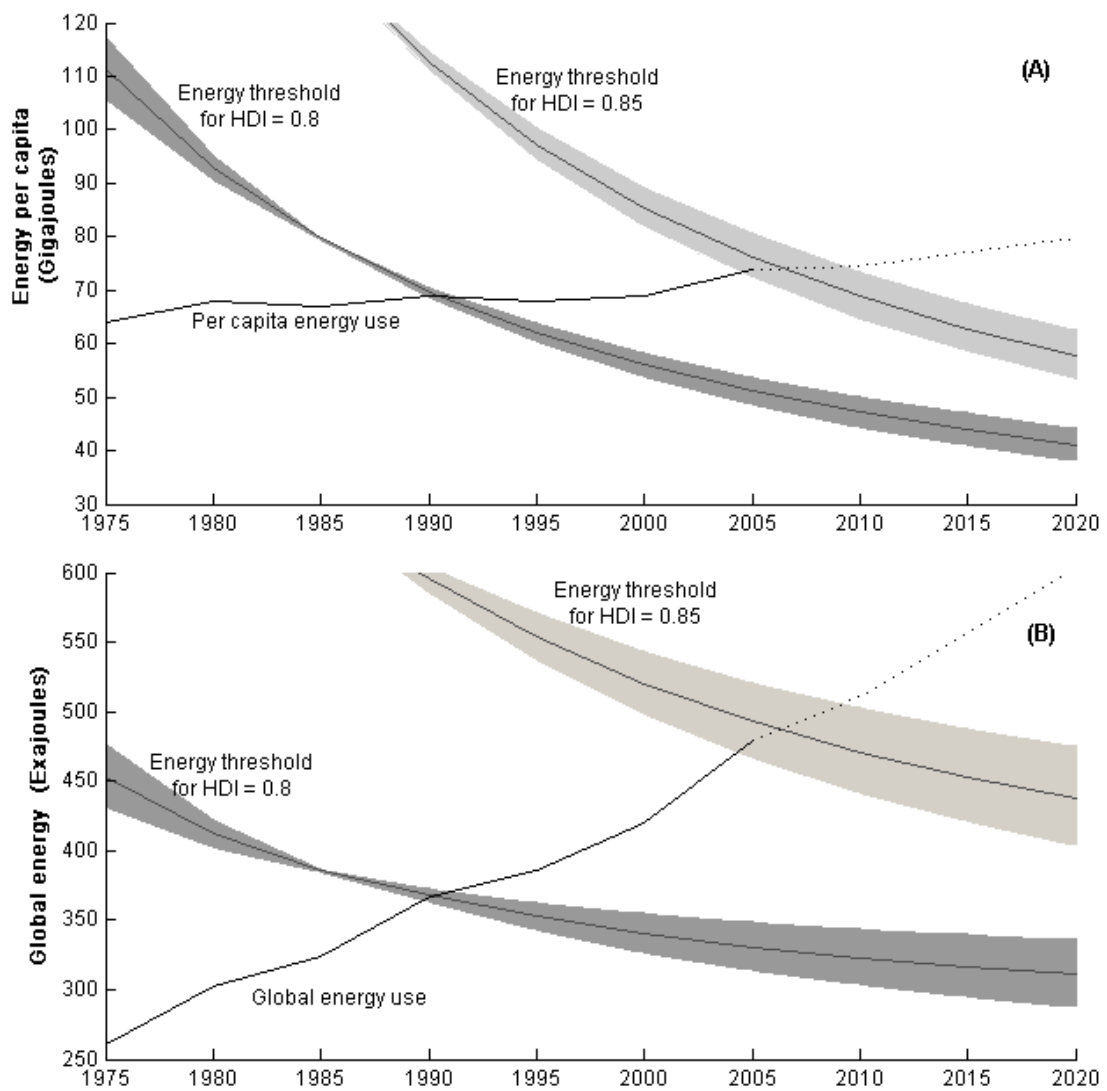 120
110
100
90
80
70
60
50
40
30
Energy per capita
(Gigajoules)
Energy threshold
for HDI = 0.8
Energy threshold
for HDI = 0.85
(A)
Per capita energy use
1975 1980 1985 1990 1995 2000 2005 2010 2015 2020
600
550
500
450
400
350
300
250
Global energy (Exajoules)
Energy threshold
for HDI = 0.85
(B)
Energy threshold
for HDI = 0.8
Global energy use
1975 1980 1985 1990 1995 2000 2005 2010 2015 2020